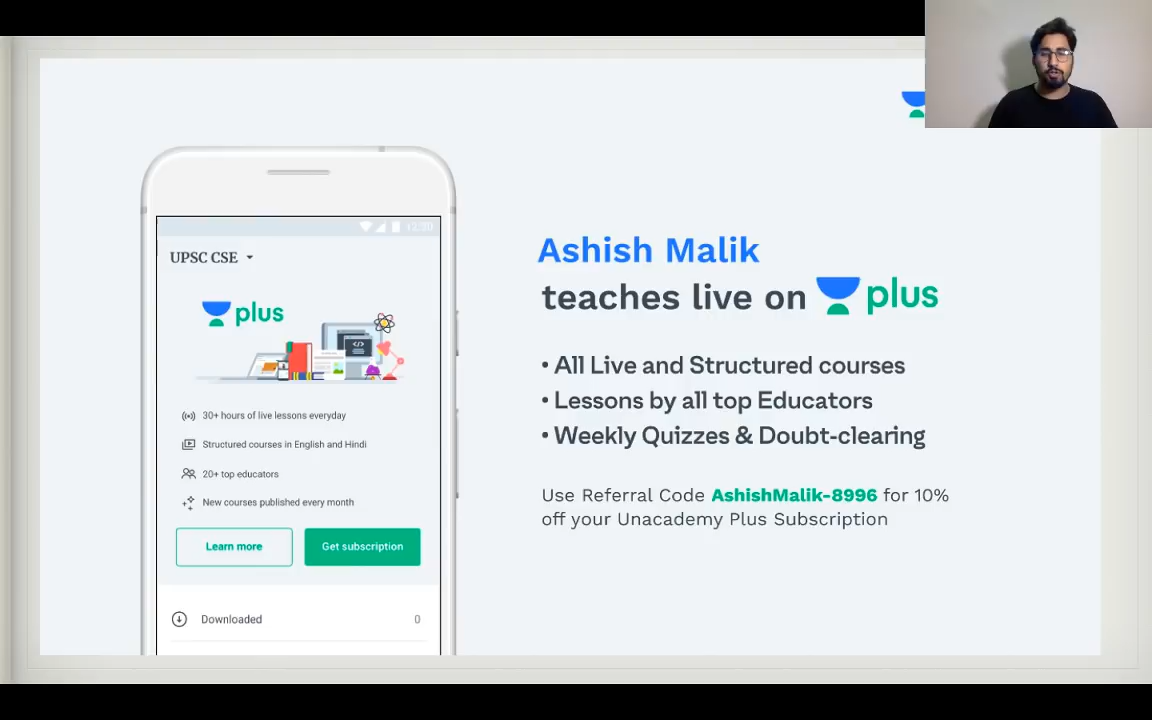 12:30
UPSC CSE
plus
30+ hours of live lessons everyday
Structured courses in English and Hindi
20+ top educators
New courses published every month
Learn more
Get subscription
Downloaded
0
Ashish Malik
teaches live on plus
• All Live and Structured courses
• Lessons by all top Educators
• Weekly Quizzes & Doubt-clearing
Use Referral Code AshishMalik-8996 for 10%
off your Unacademy Plus Subscription